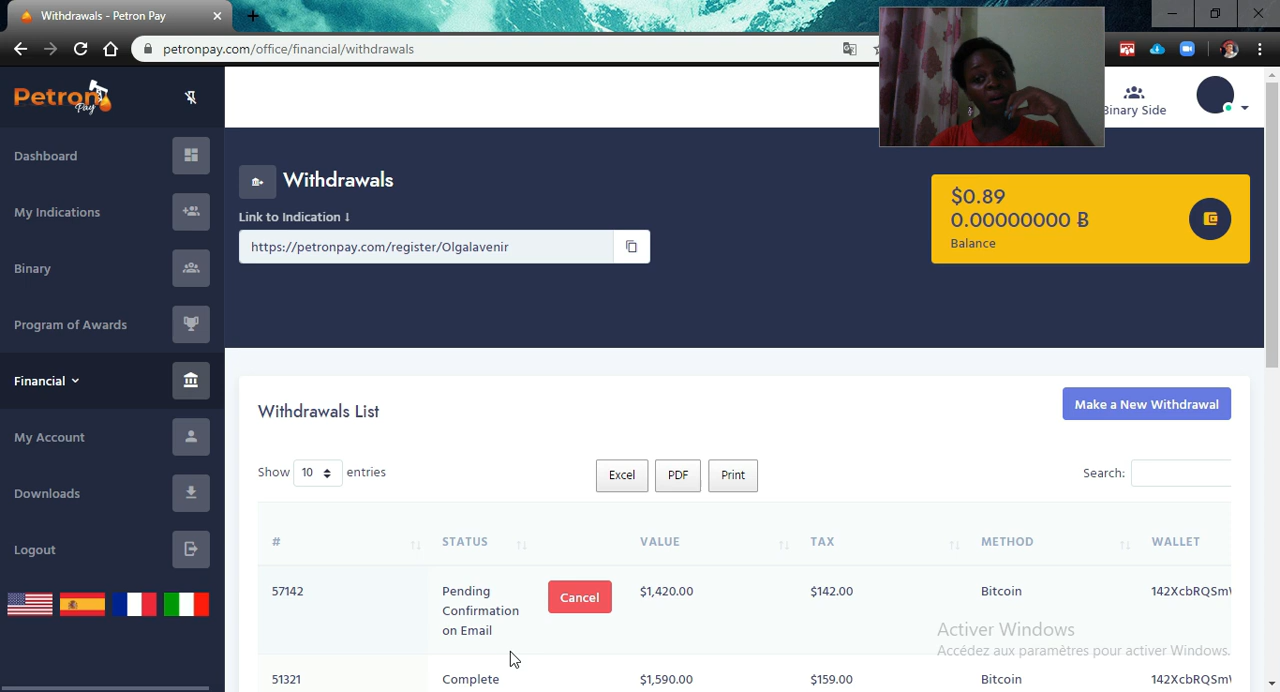 Withdrawals - Petron Pay
petronpay.com/office/financial/withdrawals
Petron
Pay
Binary Side
Dashboard
My Indications
Binary
Program of Awards
Financial
My Account
Downloads
Logout
Withdrawals
Link to Indication
https://petronpay.com/register/Olgalavenir
$0.89
0.00000000 Ƀ
Balance
Withdrawals List
Make a New Withdrawal
Show 10 entries
Excel PDF Print
Search:
# STATUS VALUE TAX METHOD WALLET
57142 Pending Confirmation on Email Cancel $1,420.00 $142.00 Bitcoin 142XcbRQSmW
Activer Windows
Accédez aux paramètres pour activer Windows.
51321 Complete $1,590.00 $159.00 Bitcoin 142XcbRQSmW